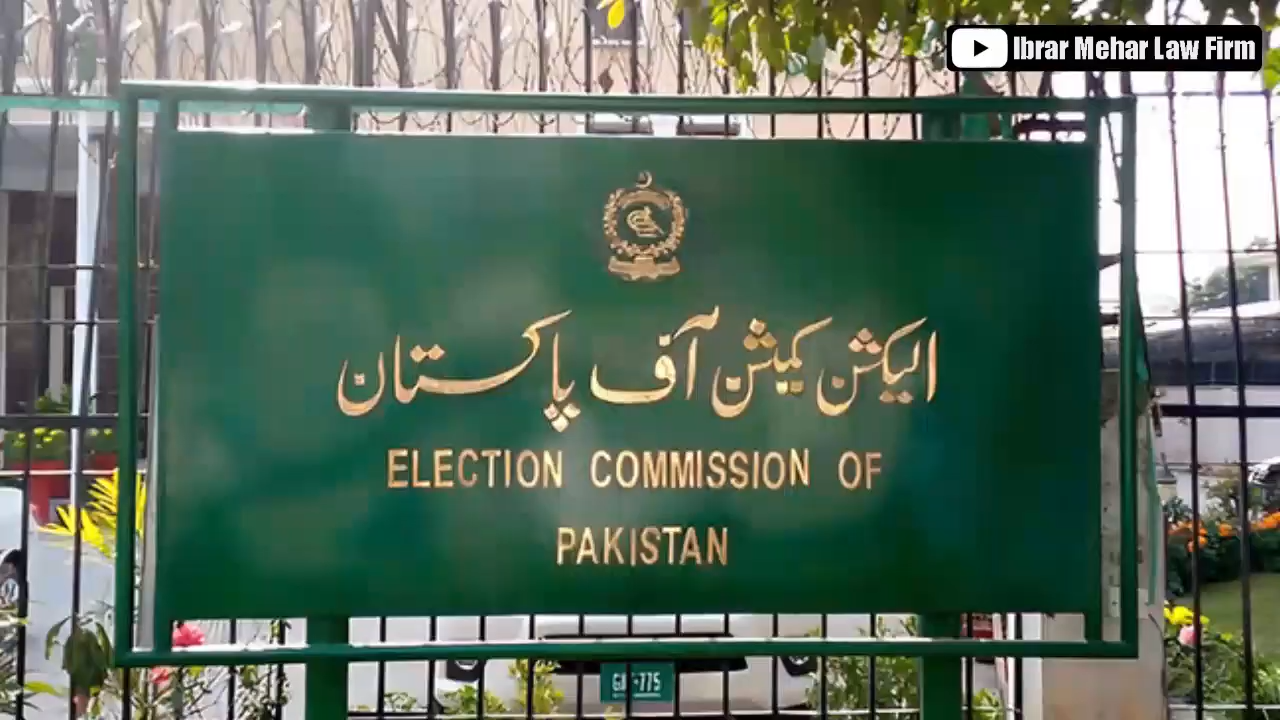 Ibrar Mehar Law Firm
الیکشن کمیشن آف پاکستان
ELECTION COMMISSION OF
PAKISTAN